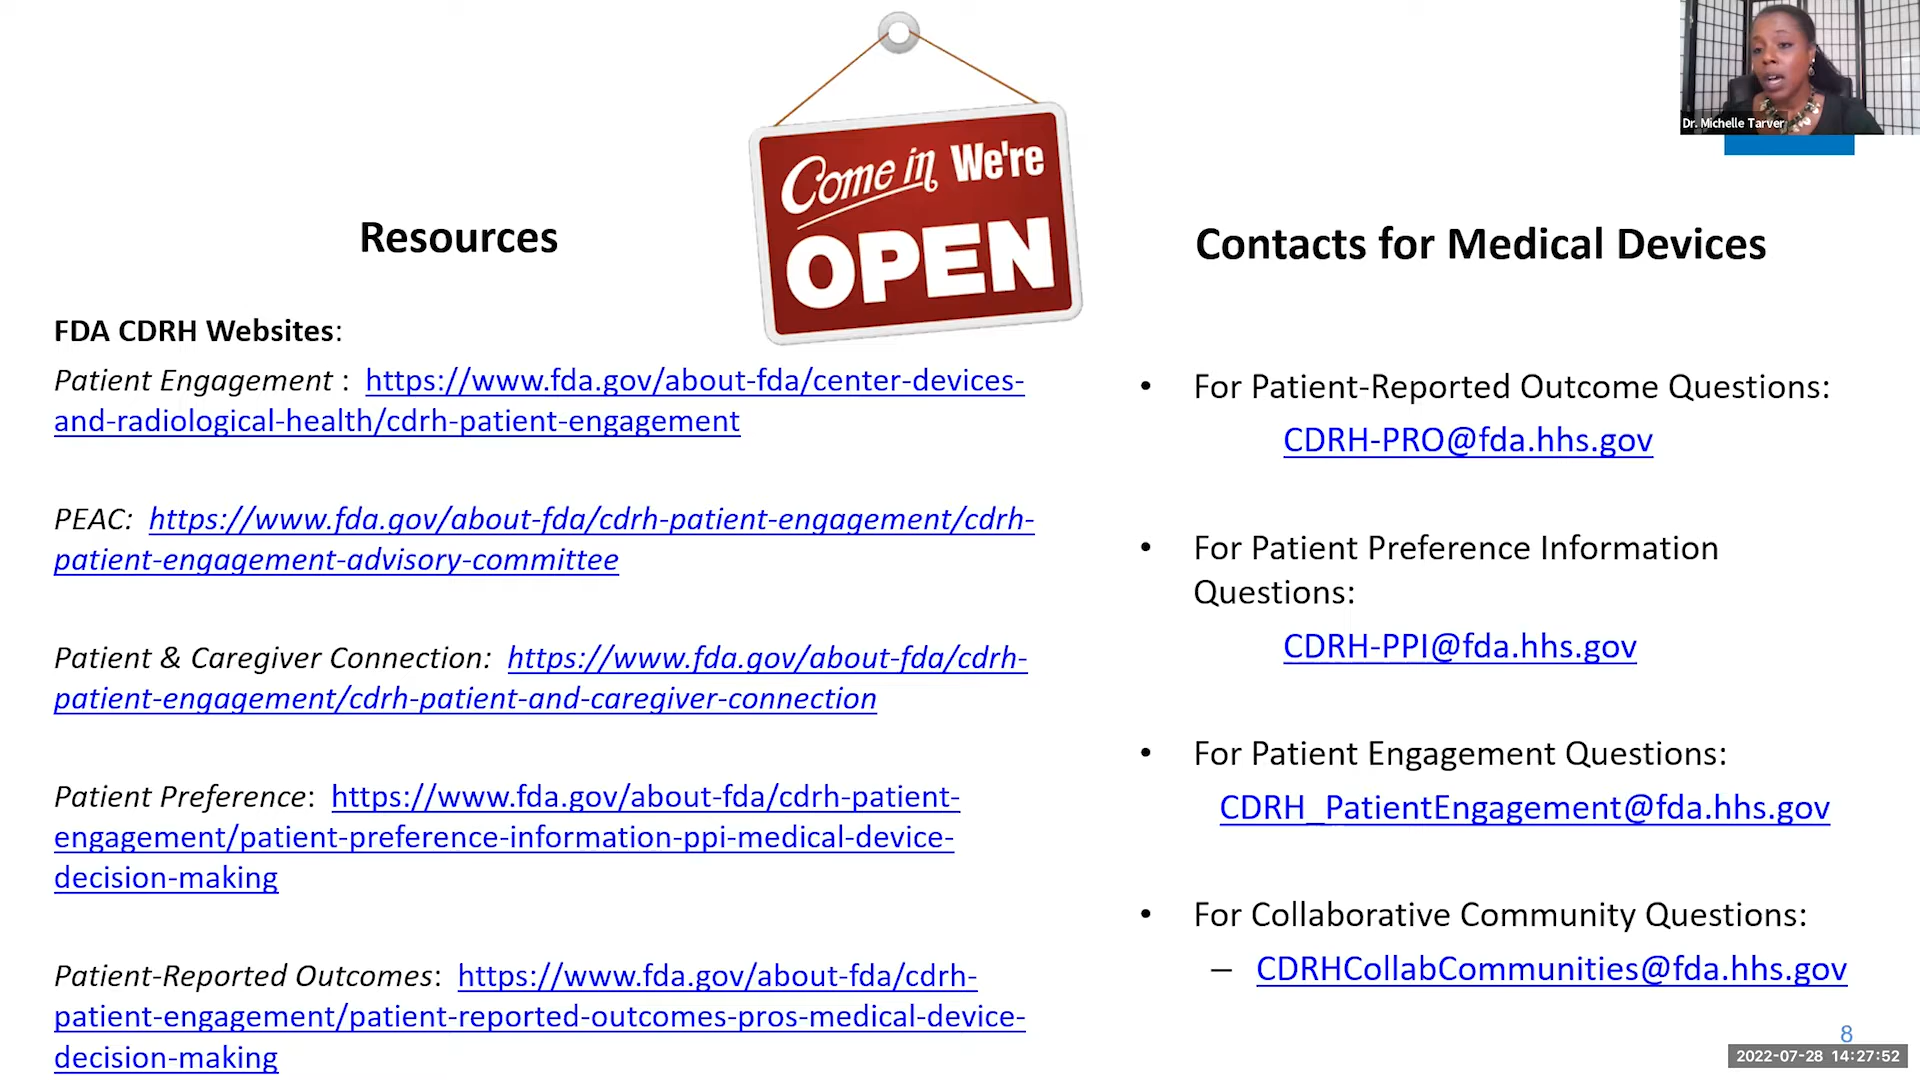 Come in We're
OPEN
Dr. Michelle Tarver
Resources
FDA CDRH Websites:
Patient Engagement : https://www.fda.gov/about-fda/center-devices-
and-radiological-health/cdrh-patient-engagement
PEAC: https://www.fda.gov/about-fda/cdrh-patient-engagement/cdrh-
patient-engagement-advisory-committee
Patient & Caregiver Connection: https://www.fda.gov/about-fda/cdrh-
patient-engagement/cdrh-patient-and-caregiver-connection
Patient Preference: https://www.fda.gov/about-fda/cdrh-patient-
engagement/patient-preference-information-ppi-medical-device-
decision-making
Patient-Reported Outcomes: https://www.fda.gov/about-fda/cdrh-
patient-engagement/patient-reported-outcomes-pros-medical-device-
decision-making
Contacts for Medical Devices
• For Patient-Reported Outcome Questions:
CDRH-PRO@fda.hhs.gov
• For Patient Preference Information
Questions:
CDRH-PPI@fda.hhs.gov
• For Patient Engagement Questions:
CDRH_PatientEngagement@fda.hhs.gov
• For Collaborative Community Questions:
– CDRHCollabCommunities@fda.hhs.gov
8
2022-07-28 14:27:52